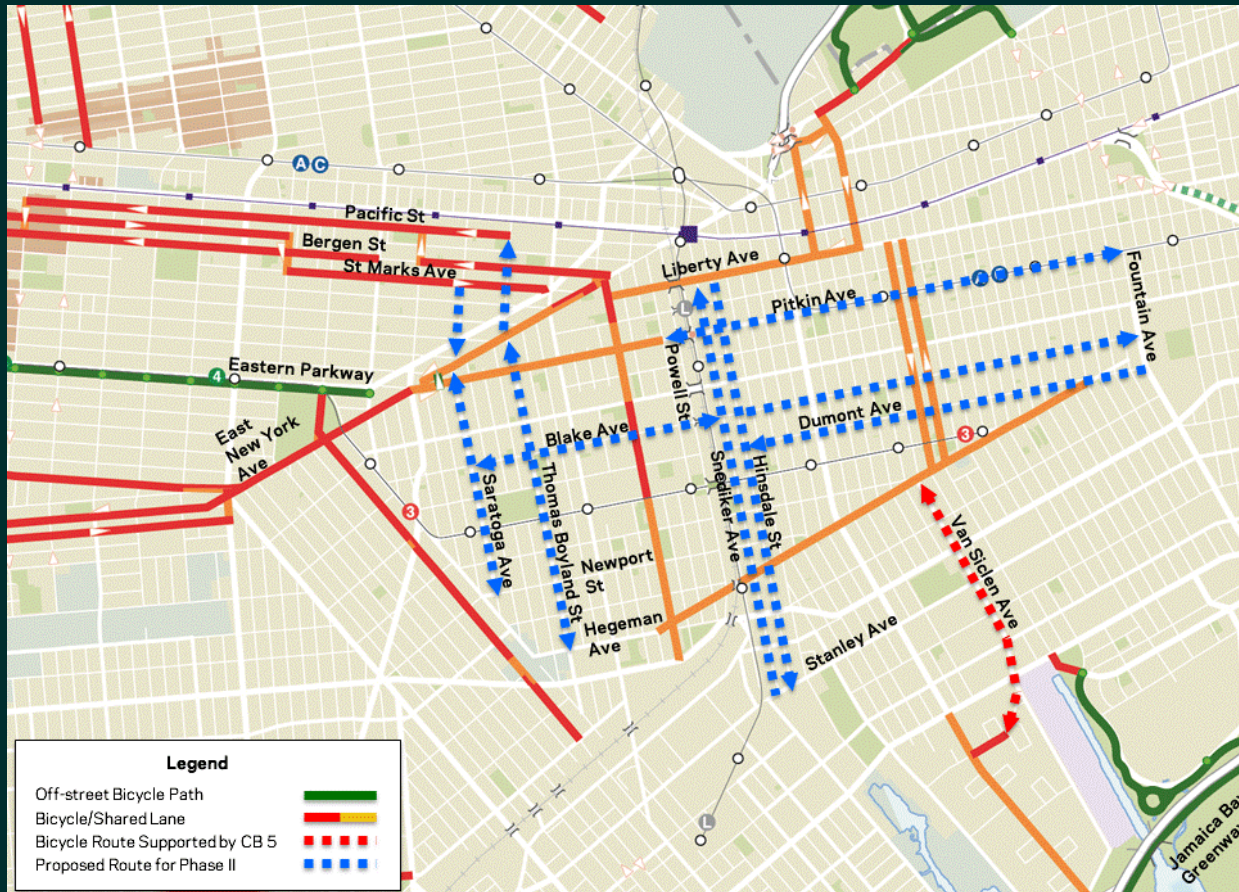 A C
Pacific St
Bergen St
St Marks Ave
Liberty Ave
Pitkin Ave
Fountain Ave
L
4
Eastern Parkway
Powell St
East
New York
Ave
Blake Ave
Dumont Ave
3
3
Saratoga Ave
Thomas Boyland St
Snediker Ave
Hinsdale St
Van Siclen Ave
Newport
St
Hegeman
Ave
Stanley Ave
L
Jamaica Bay
Greenway
Legend
Off-street Bicycle Path
Bicycle/Shared Lane
Bicycle Route Supported by CB 5
Proposed Route for Phase II